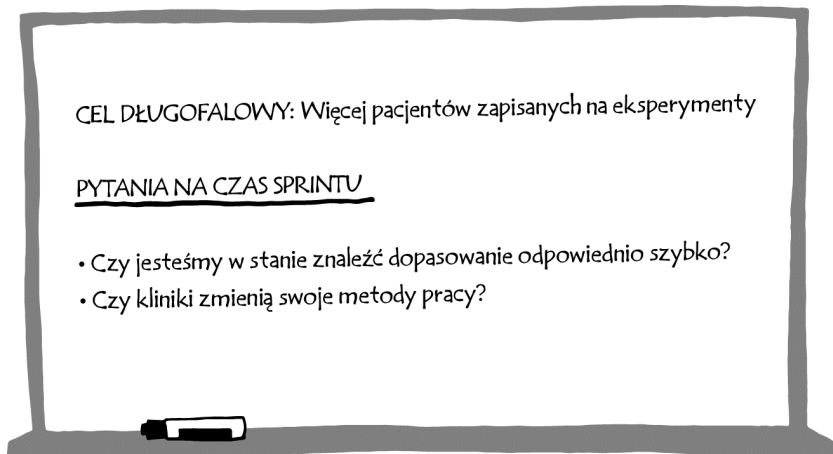 CEL DŁUGOFALOWY: Więcej pacjentów zapisanych na eksperymenty
PYTANIA NA CZAS SPRINTU
• Czy jesteśmy w stanie znaleźć dopasowanie odpowiednio szybko?
• Czy kliniki zmienią swoje metody pracy?